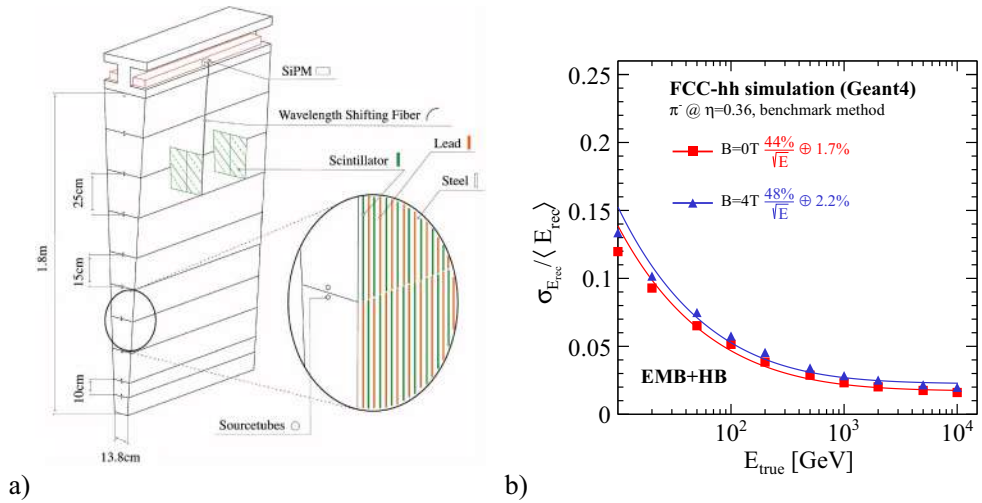 a)
SiPM
Wavelength Shifting Fiber
Lead
Scintillator
Steel
25cm
1.8m
15cm
10cm
Sourcetubes
13.8cm
b)
FCC-hh simulation (Geant4)
π⁻ @ η=0.36, benchmark method
B=0T 44%/√E ⊕ 1.7%
B=4T 48%/√E ⊕ 2.2%
EMB+HB
σ_{E_rec}/⟨E_rec⟩
0.25
0.2
0.15
0.1
0.05
0
10²
10³
10⁴
E_true [GeV]